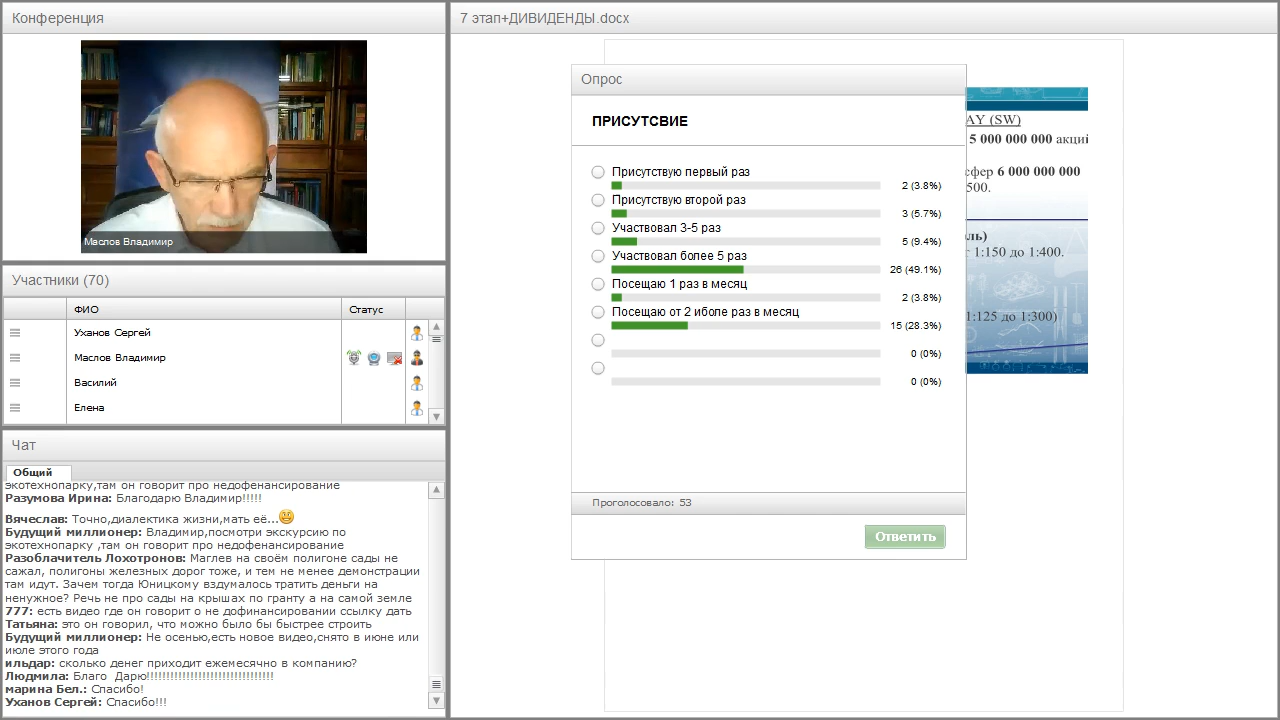 Конференция
Маслов Владимир
Участники (70)
ФИО Статус
Уханов Сергей
Маслов Владимир
Василий
Елена
Чат
Общий
экотехнопарку,там он говорит про недофенансирование
Разумова Ирина: Благодарю Владимир!!!!!
Вячеслав: Точно,диалектика жизни,мать её...
Будущий миллионер: Владимир,посмотри экскурсию по
экотехнопарку ,там он говорит про недофенансирование
Разоблачитель Лохотронов: Маглев на своём полигоне сады не
сажал, полигоны железных дорог тоже, и тем не менее демонстрации
там идут. Зачем тогда Юницкому вздумалось тратить деньги на
ненужное? Речь не про сады на крышах по гранту а на самой земле
777: есть видео где он говорит о не дофинансировании ссылку дать
Татьяна: это он говорил, что можно было бы быстрее строить
Будущий миллионер: Не осенью,есть новое видео,снято в июне или
июле этого года
ильдар: сколько денег приходит ежемесячно в компанию?
Людмила: Благо Дарю!!!!!!!!!!!!!!!!!!!!!!!!!!!!!!!!
марина Бел.: Спасибо!
Уханов Сергей: Спасибо!!!
7 этап+ДИВИДЕНДЫ.docx
Опрос
ПРИСУТСВИЕ
Присутствую первый раз
2 (3.8%)
Присутствую второй раз
3 (5.7%)
Участвовал 3-5 раз
5 (9.4%)
Участвовал более 5 раз
26 (49.1%)
Посещаю 1 раз в месяц
2 (3.8%)
Посещаю от 2 иболе раз в месяц
15 (28.3%)
0 (0%)
0 (0%)
Проголосовало: 53
Ответить
AY (SW)
5 000 000 000 акций
сфер 6 000 000 000
500.
ль)
т 1:150 до 1:400.
1:125 до 1:300)